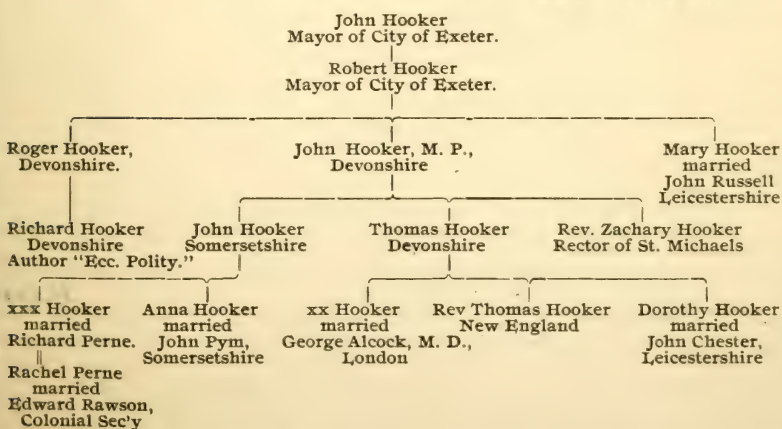 John Hooker
Mayor of City of Exeter.
Robert Hooker
Mayor of City of Exeter.
Roger Hooker,
Devonshire.
John Hooker, M. P.,
Devonshire
Mary Hooker
married
John Russell
Leicestershire
Richard Hooker
Devonshire
Author "Ecc. Polity."
John Hooker
Somersetshire
Thomas Hooker
Devonshire
Rev. Zachary Hooker
Rector of St. Michaels
xxx Hooker
married
Richard Perne.
Rachel Perne
married
Edward Rawson,
Colonial Sec'y
Anna Hooker
married
John Pym,
Somersetshire
xx Hooker
married
George Alcock, M. D.,
London
Rev Thomas Hooker
New England
Dorothy Hooker
married
John Chester,
Leicestershire